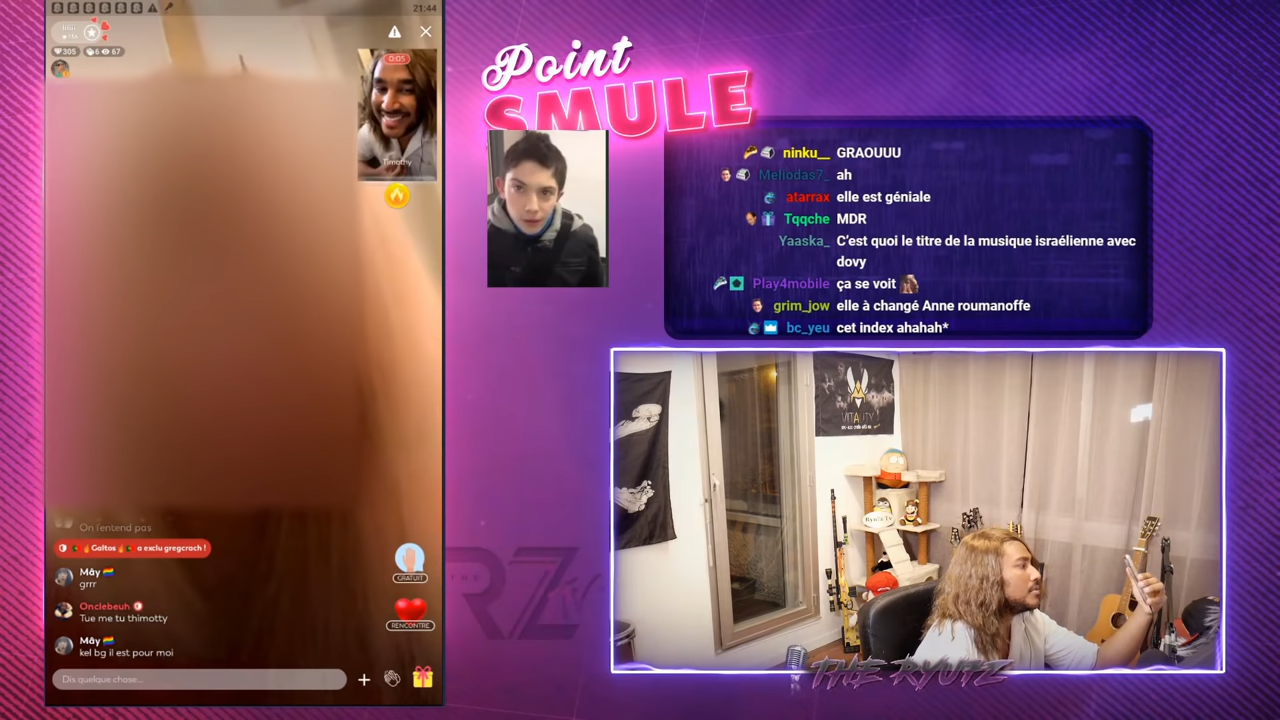 21:44
305
6 67
0:05
Timothy
On l'entend pas
Galtos a exclu gregcrach !
Mây
grrr
Onclebeuh
Tue me tu thimotty
Mây
kel bg il est pour moi
GRATUIT
RENCONTRE
Dis quelque chose...
Point
SMULE
ninku__ GRAOUUU
Meliodas7_ ah
atarrax elle est géniale
Tqqche MDR
Yaaska_ C'est quoi le titre de la musique israélienne avec
dovy
Play4mobile ça se voit
grim_jow elle à changé Anne roumanoffe
bc_yeu cet index ahahah*
VITALITY
THE RYUTZ